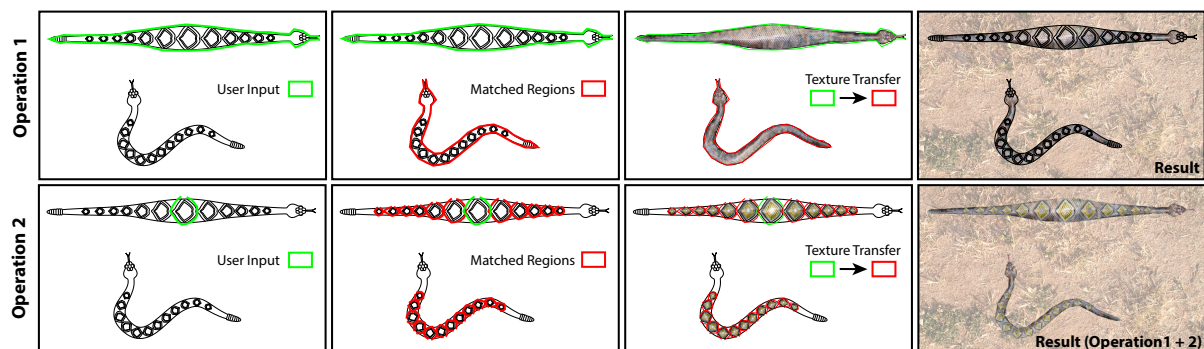 Operation 1
User Input
Matched Regions
Texture Transfer
Result
Operation 2
User Input
Matched Regions
Texture Transfer
Result (Operation1 + 2)